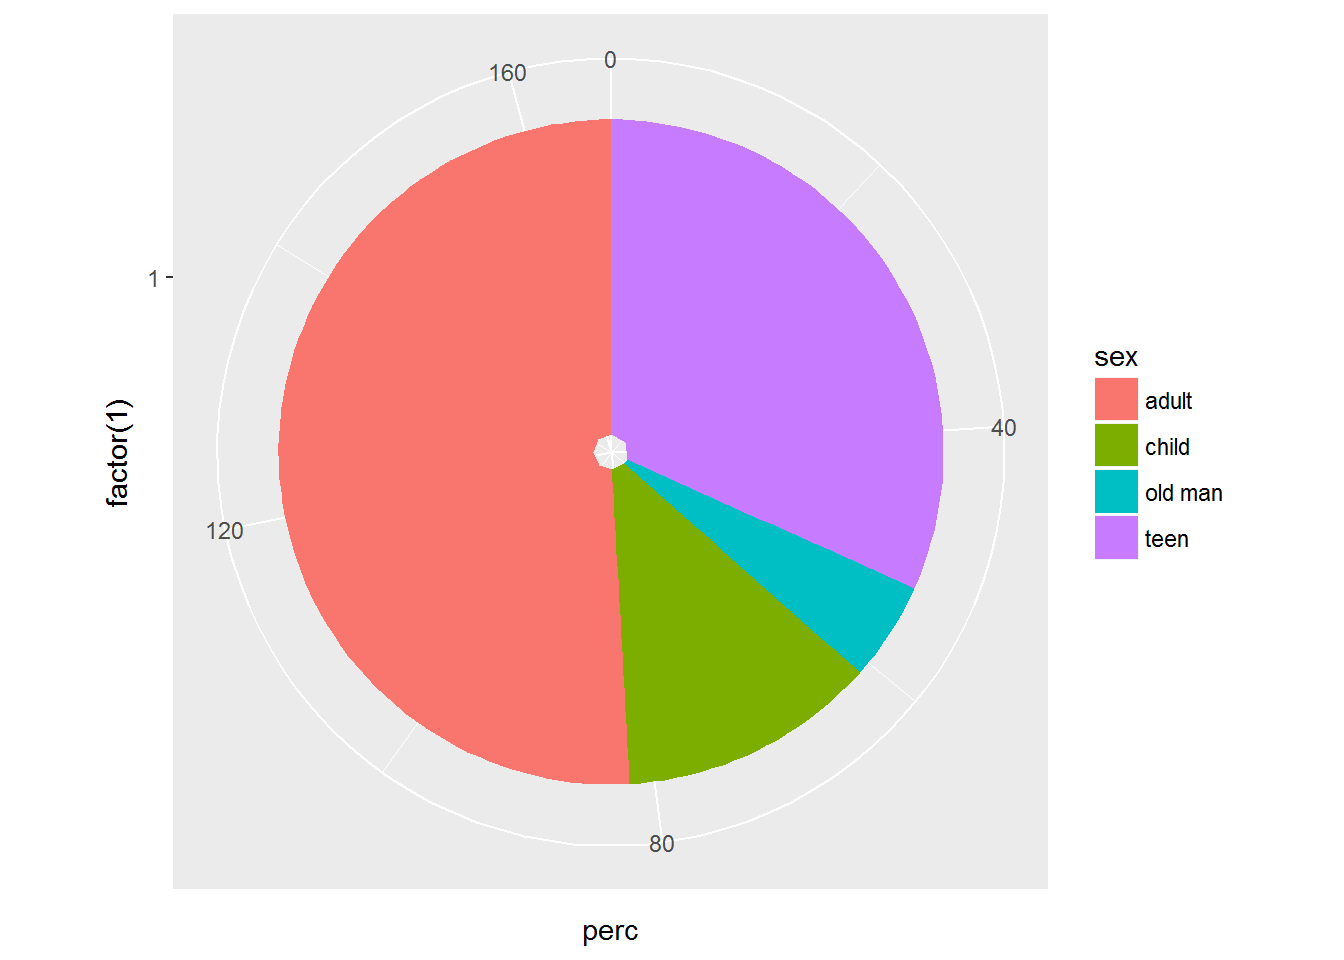 0
160
1
40
120
80
factor(1)
perc
sex
adult
child
old man
teen